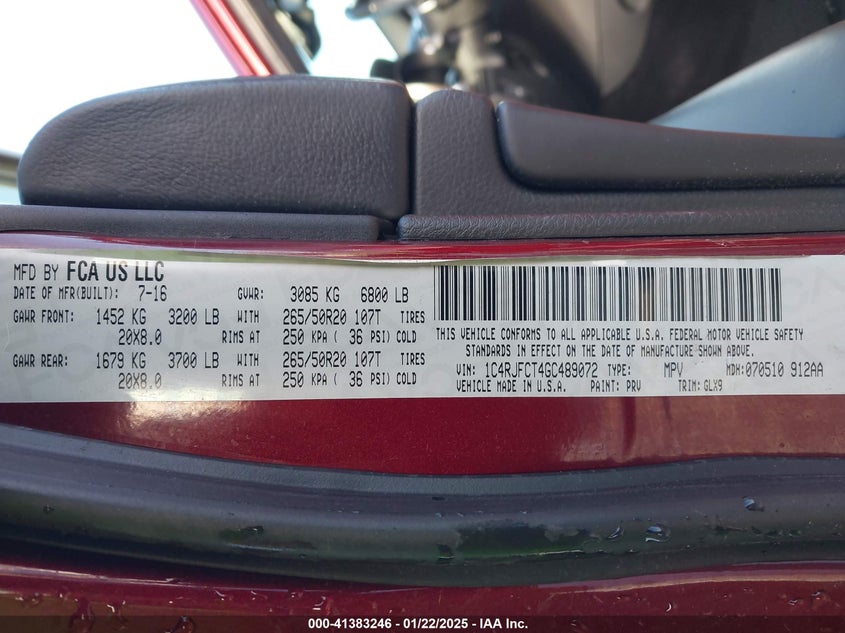 MFD BY FCA US LLC
DATE OF MFR(BUILT): 7-16 GVWR: 3085 KG 6800 LB
GAWR FRONT: 1452 KG 3200 LB WITH 265/50R20 107T TIRES
20X8.0 RIMS AT 250 KPA ( 36 PSI) COLD
GAWR REAR: 1679 KG 3700 LB WITH 265/50R20 107T TIRES
20X8.0 RIMS AT 250 KPA ( 36 PSI) COLD
THIS VEHICLE CONFORMS TO ALL APPLICABLE U.S.A. FEDERAL MOTOR VEHICLE SAFETY
STANDARDS IN EFFECT ON THE DATE OF MANUFACTURE SHOWN ABOVE.
VIN: 1C4RJFCT4GC489072 TYPE: MPV MDH:070510 912AA
VEHICLE MADE IN U.S.A. PAINT: PRV TRIM: GLX9
000-41383246 - 01/22/2025 - IAA Inc.